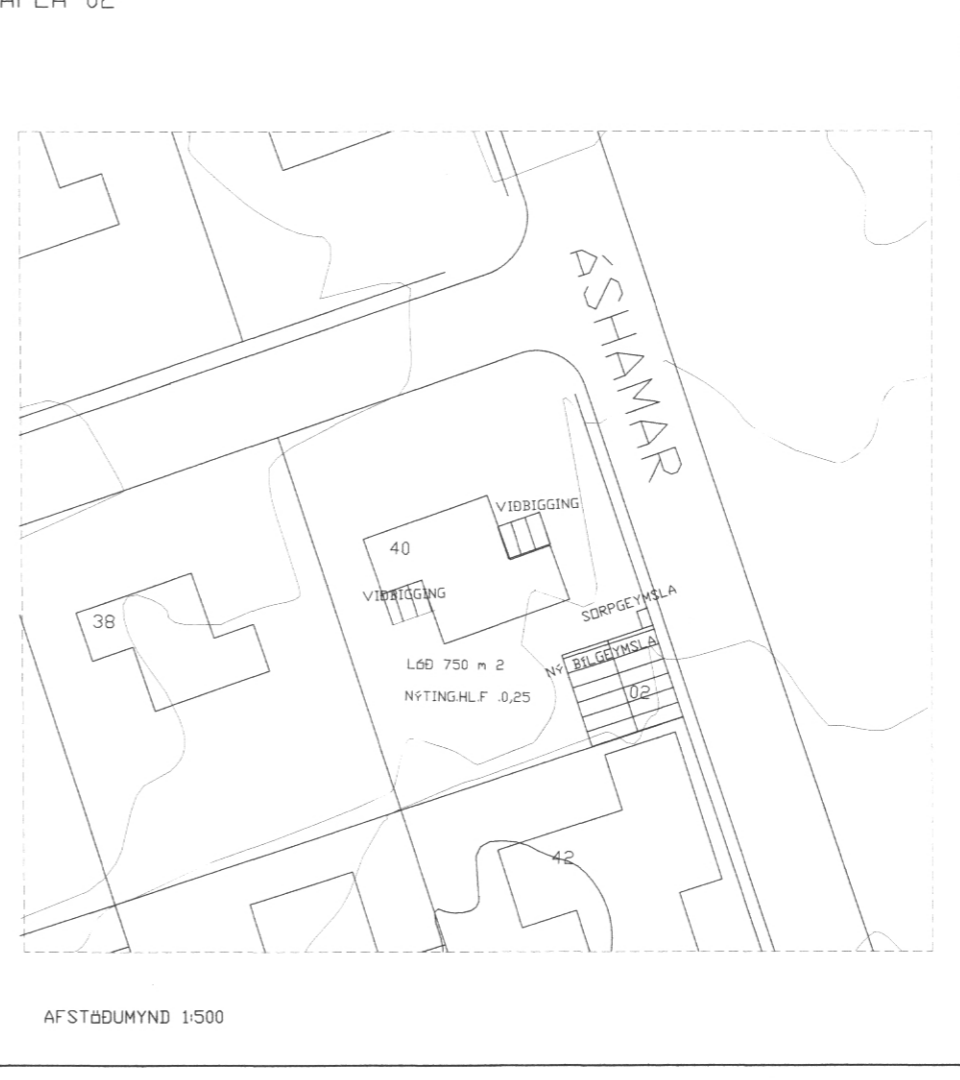 02
ÁSHAMAR
VIÐBIGGING
40
VIÐBIGGING
38
SORPGEYMSLA
LÓÐ 750 m 2
NÝ BÍLGEYMSLA
NÝTING.HL.F .0,25
02
42
AFSTÖÐUMYND 1:500